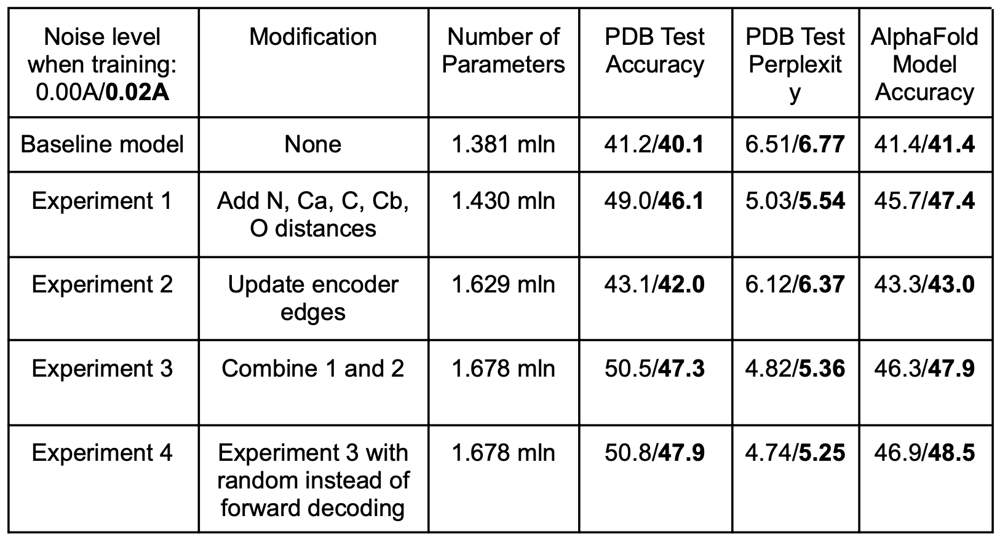 Noise level
when training:
0.00A/0.02A
Modification
Number of
Parameters
PDB Test
Accuracy
PDB Test
Perplexit
y
AlphaFold
Model
Accuracy
Baseline model
None
1.381 mln
41.2/40.1
6.51/6.77
41.4/41.4
Experiment 1
Add N, Ca, C, Cb,
O distances
1.430 mln
49.0/46.1
5.03/5.54
45.7/47.4
Experiment 2
Update encoder
edges
1.629 mln
43.1/42.0
6.12/6.37
43.3/43.0
Experiment 3
Combine 1 and 2
1.678 mln
50.5/47.3
4.82/5.36
46.3/47.9
Experiment 4
Experiment 3 with
random instead of
forward decoding
1.678 mln
50.8/47.9
4.74/5.25
46.9/48.5